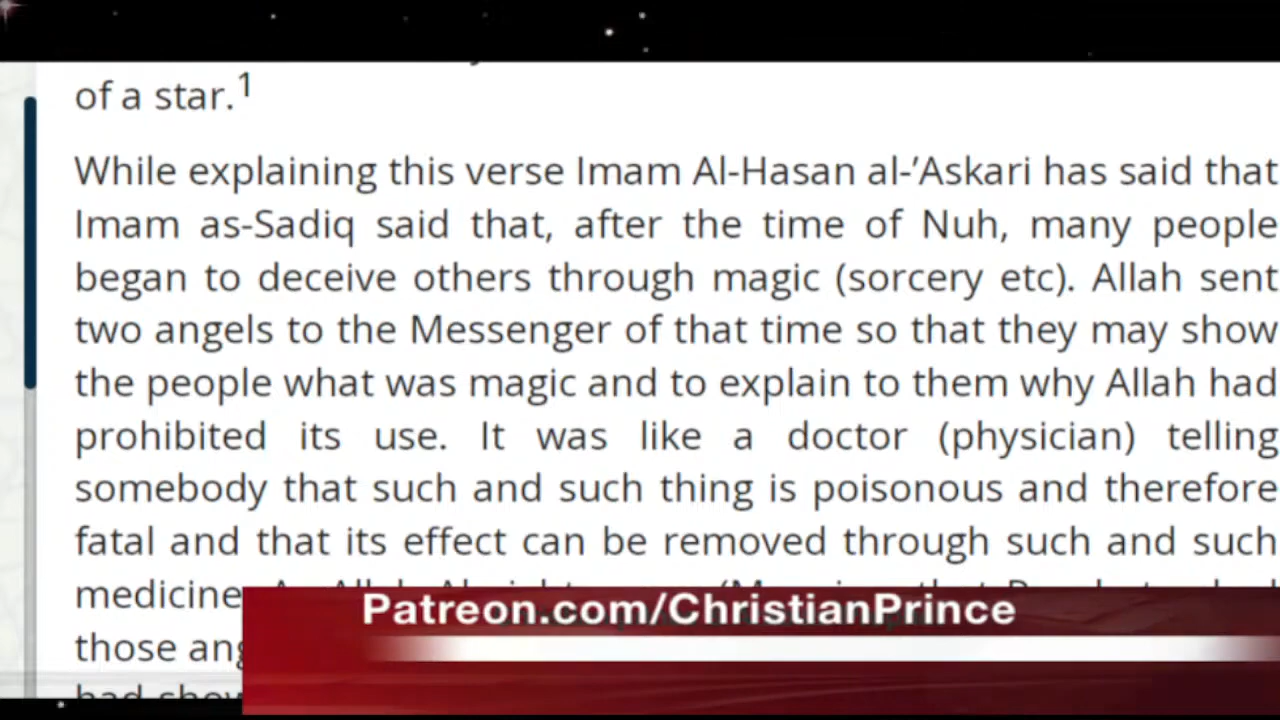 of a star.1
While explaining this verse Imam Al-Hasan al-’Askari has said that
Imam as-Sadiq said that, after the time of Nuh, many people
began to deceive others through magic (sorcery etc). Allah sent
two angels to the Messenger of that time so that they may show
the people what was magic and to explain to them why Allah had
prohibited its use. It was like a doctor (physician) telling
somebody that such and such thing is poisonous and therefore
fatal and that its effect can be removed through such and such
medicine
Patreon.com/ChristianPrince
those
had